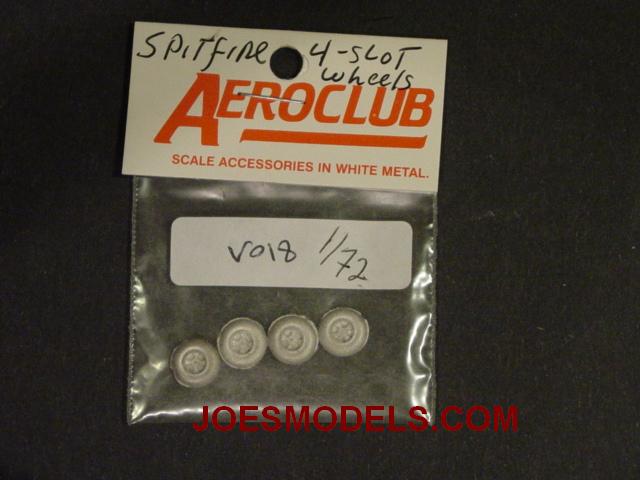 SPITFIRE 4-SLOT
wheels
AEROCLUB
SCALE ACCESSORIES IN WHITE METAL.
V018 1/72
JOESMODELS.COM